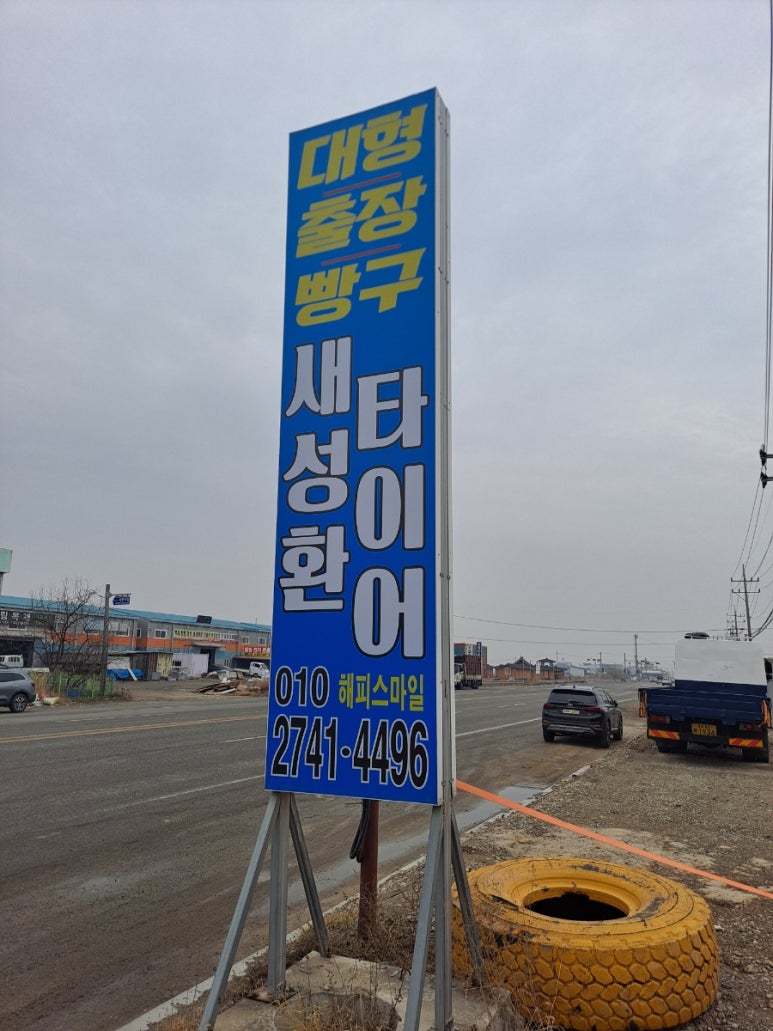 대형
출장
빵구
새성환
타이어
010 해피스마일
2741·4496